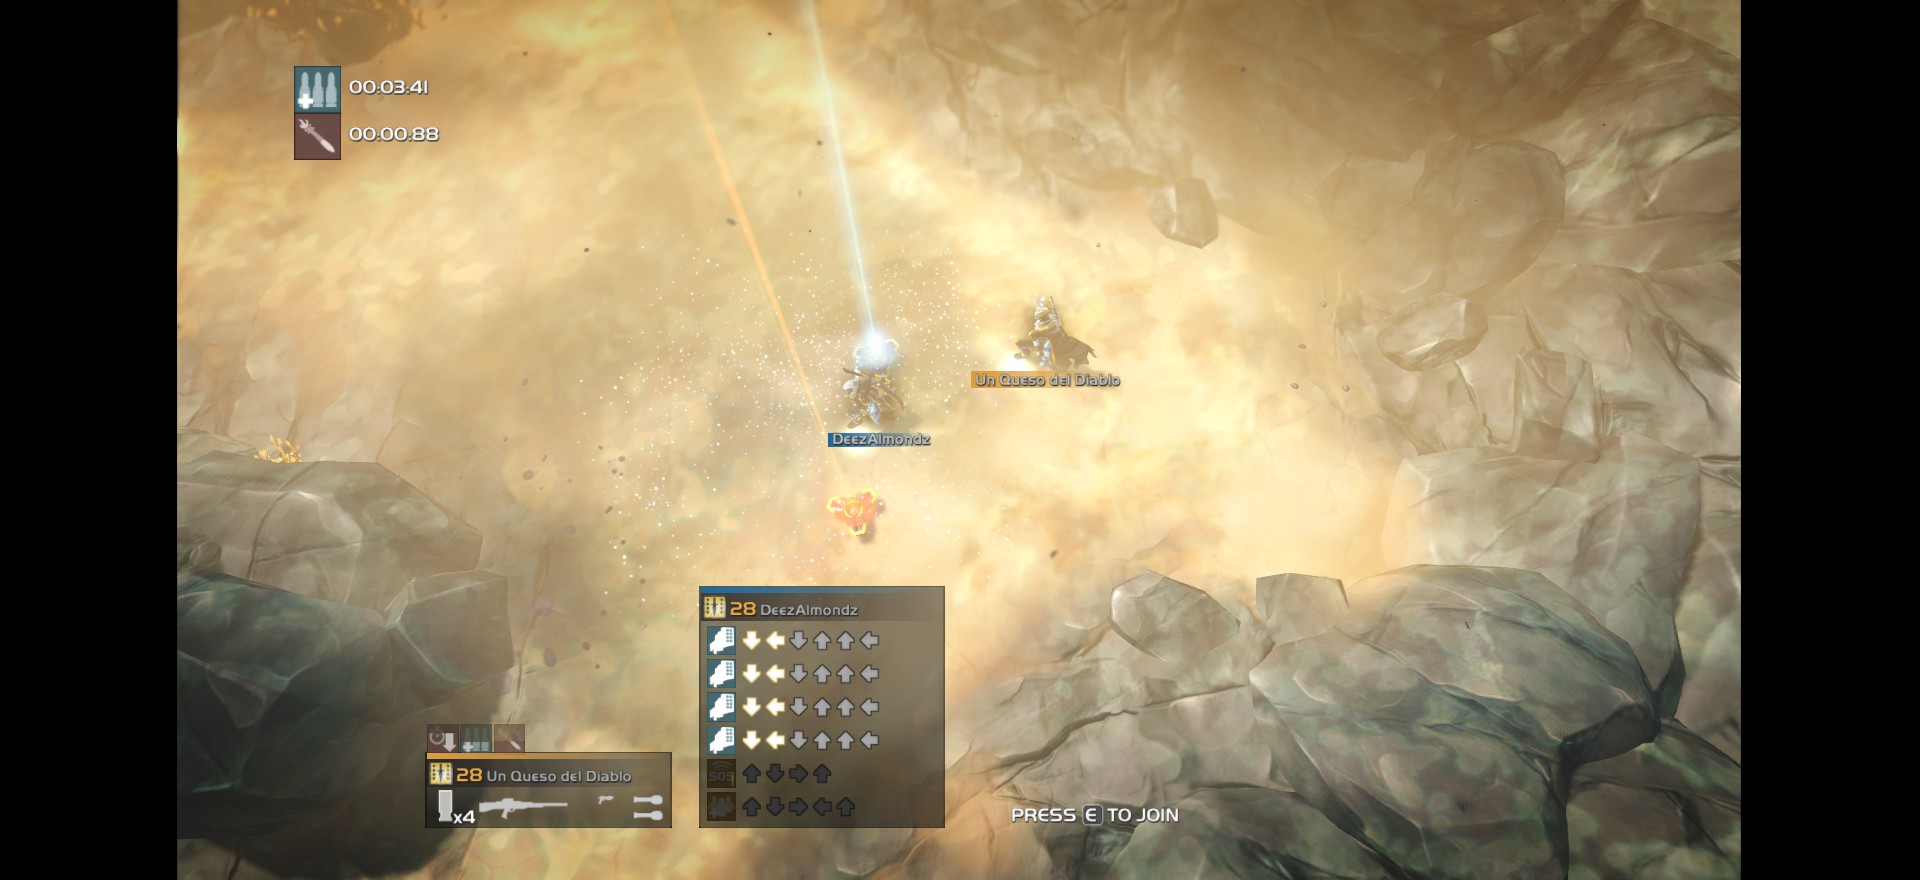 00:03:41
00:00:88
Un Queso del Diablo
DeezAlmondz
28 DeezAlmondz
SOS
28 Un Queso del Diablo
x4
PRESS E TO JOIN